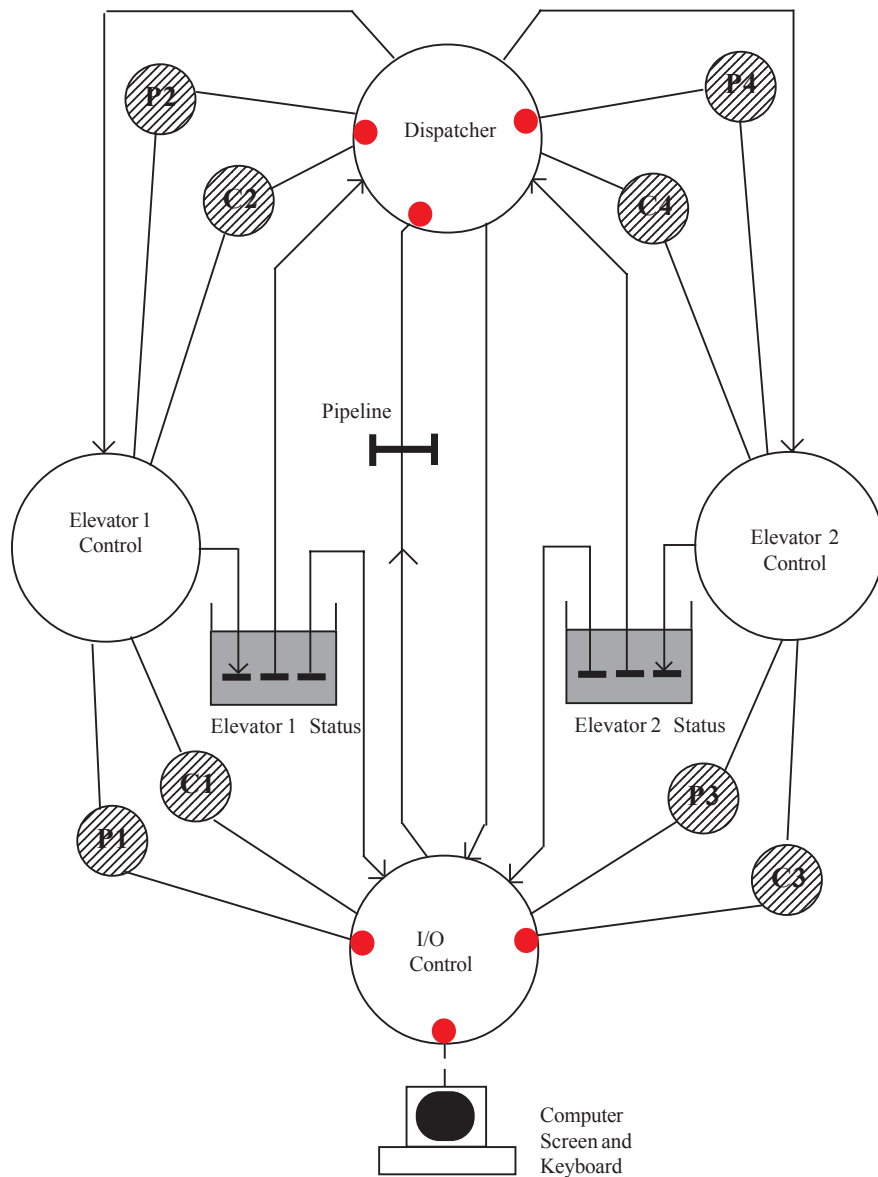 P2
P4
Dispatcher
C2
C4
Pipeline
Elevator 1
Control
Elevator 2
Control
Elevator 1 Status
Elevator 2 Status
C1
P3
P1
C3
I/O
Control
Computer
Screen and
Keyboard